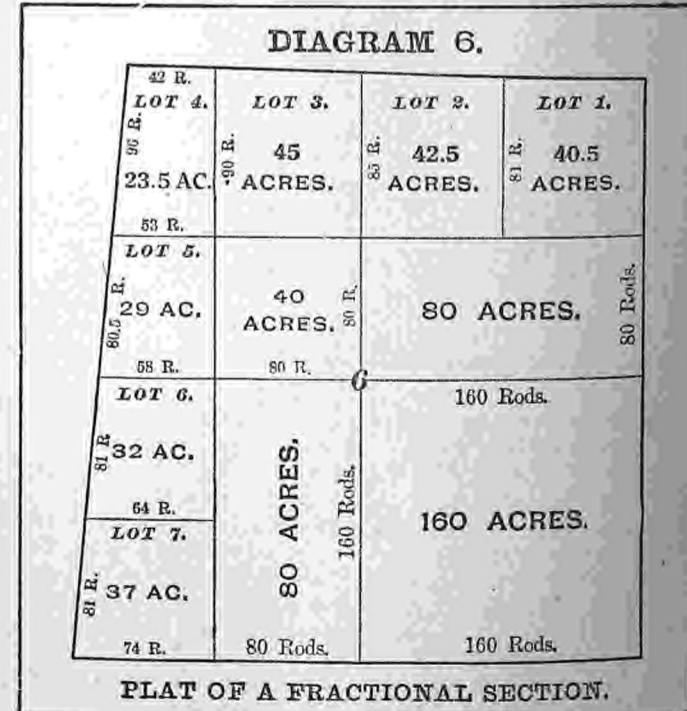 DIAGRAM 6.
42 R.
LOT 4.
96 R.
23.5 AC.
53 R.
LOT 3.
90 R.
45
ACRES.
LOT 2.
85 R.
42.5
ACRES.
LOT 1.
81 R.
40.5
ACRES.
LOT 5.
80.5 R.
29 AC.
58 R.
40
ACRES.
80 R.
80 R.
80 ACRES.
80 Rods.
6
160 Rods.
LOT 6.
81 R
32 AC.
64 R.
LOT 7.
81 R.
37 AC.
74 R.
80 ACRES.
160 Rods.
80 Rods.
160 ACRES.
160 Rods.
PLAT OF A FRACTIONAL SECTION.